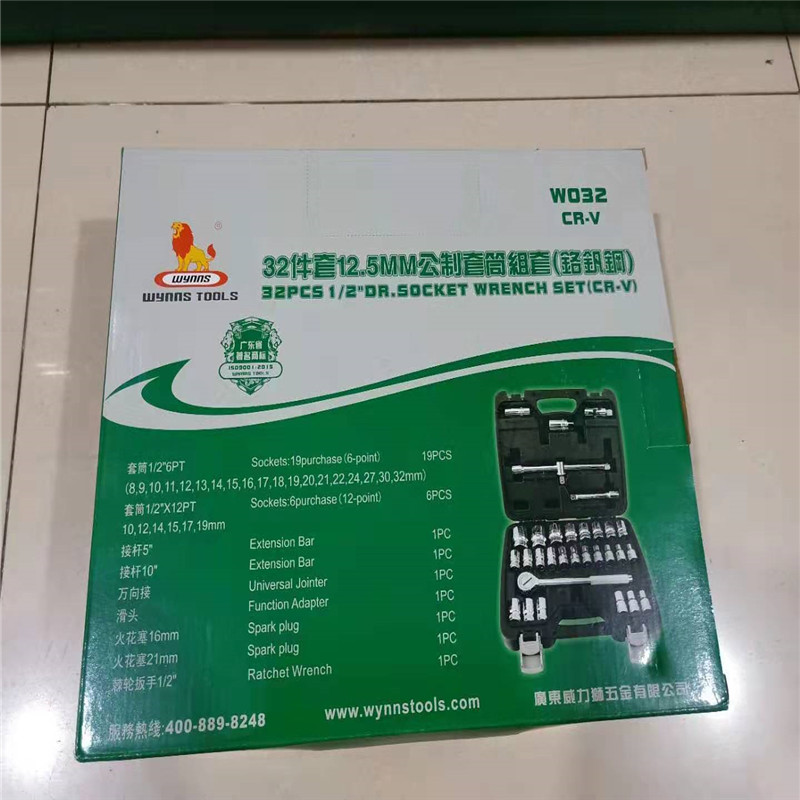 W032
CR-V
®
WYNNS
WYNNS TOOLS
32件套12.5MM公制套筒組套(鉻釩鋼)
32PCS 1/2"DR.SOCKET WRENCH SET(CR-V)
广东省
著名商标
ISO9001:2015
WYNNS TOOLS
套筒1/2"6PT Sockets:19purchase(6-point) 19PCS
(8,9,10,11,12,13,14,15,16,17,18,19,20,21,22,24,27,30,32mm)
套筒1/2"X12PT Sockets:6purchase(12-point) 6PCS
10,12,14,15,17,19mm
接杆5" Extension Bar 1PC
接杆10" Extension Bar 1PC
万向接 Universal Jointer 1PC
滑头 Function Adapter 1PC
火花塞16mm Spark plug 1PC
火花塞21mm Spark plug 1PC
棘轮扳手1/2" Ratchet Wrench 1PC
服務熱线:400-889-8248
www.wynnstools.com
廣東威力獅五金有限公司